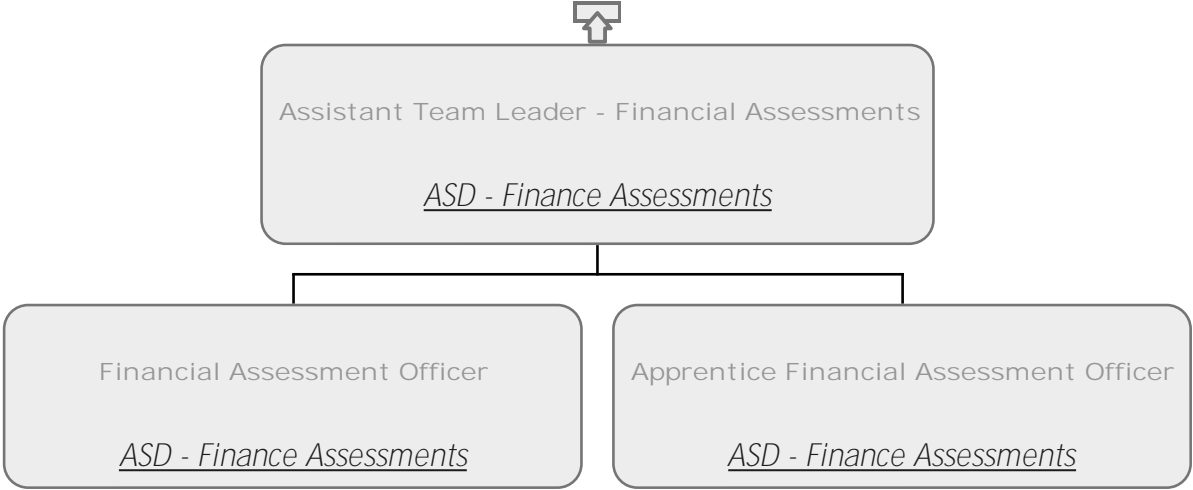 Assistant Team Leader - Financial Assessments
ASD - Finance Assessments
Financial Assessment Officer
ASD - Finance Assessments
Apprentice Financial Assessment Officer
ASD - Finance Assessments